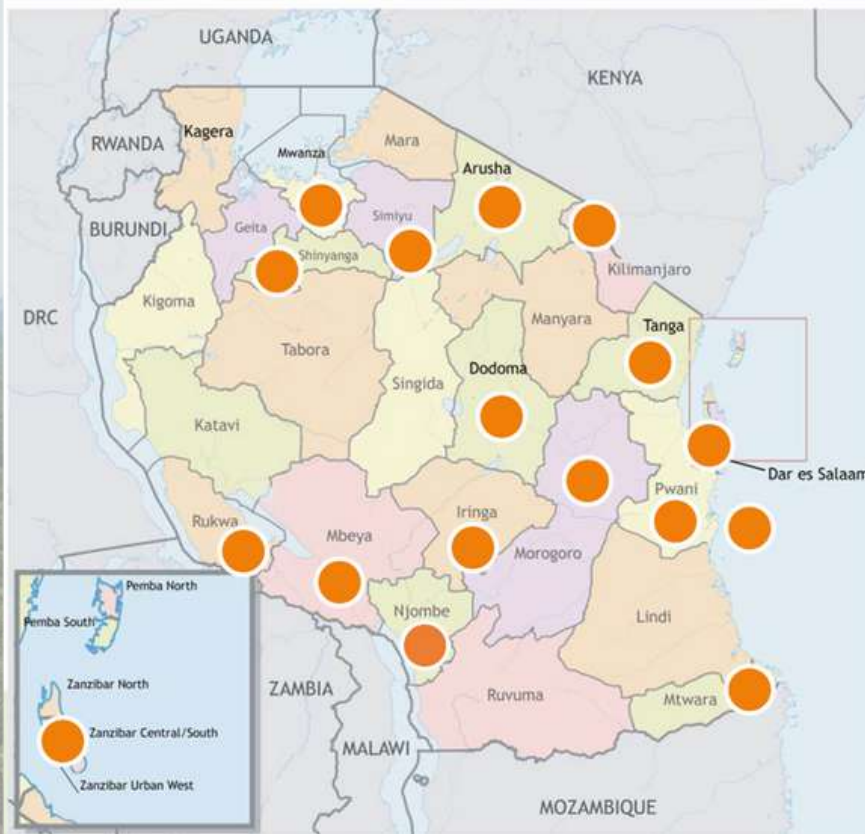 UGANDA
KENYA
Kagera
Mara
RWANDA
Mwanza
Arusha
Geita
Simiyu
BURUNDI
Shinyanga
Kilimanjaro
Kigoma
DRC
Manyara
Tanga
Tabora
Dodoma
Singida
Katavi
Dar es Salaam
Pwani
Rukwa
Iringa
Mbeya
Morogoro
Pemba North
Njombe
Lindi
Pemba South
Zanzibar North
ZAMBIA
Ruvuma
Mtwara
Zanzibar Central/South
MALAWI
Zanzibar Urban West
MOZAMBIQUE